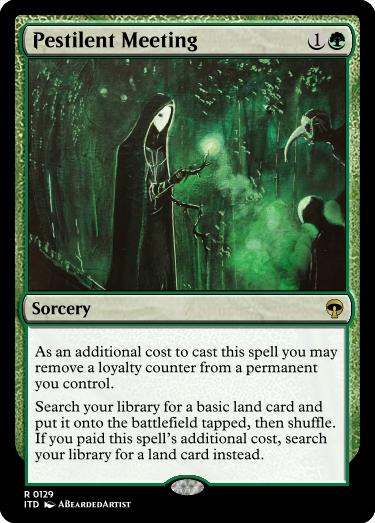 Pestilent Meeting 1
Sorcery
As an additional cost to cast this spell you may
remove a loyalty counter from a permanent
you control.
Search your library for a basic land card and
put it onto the battlefield tapped, then shuffle.
If you paid this spell's additional cost, search
your library for a land card instead.
R 0129
ITD ABeardedArtist